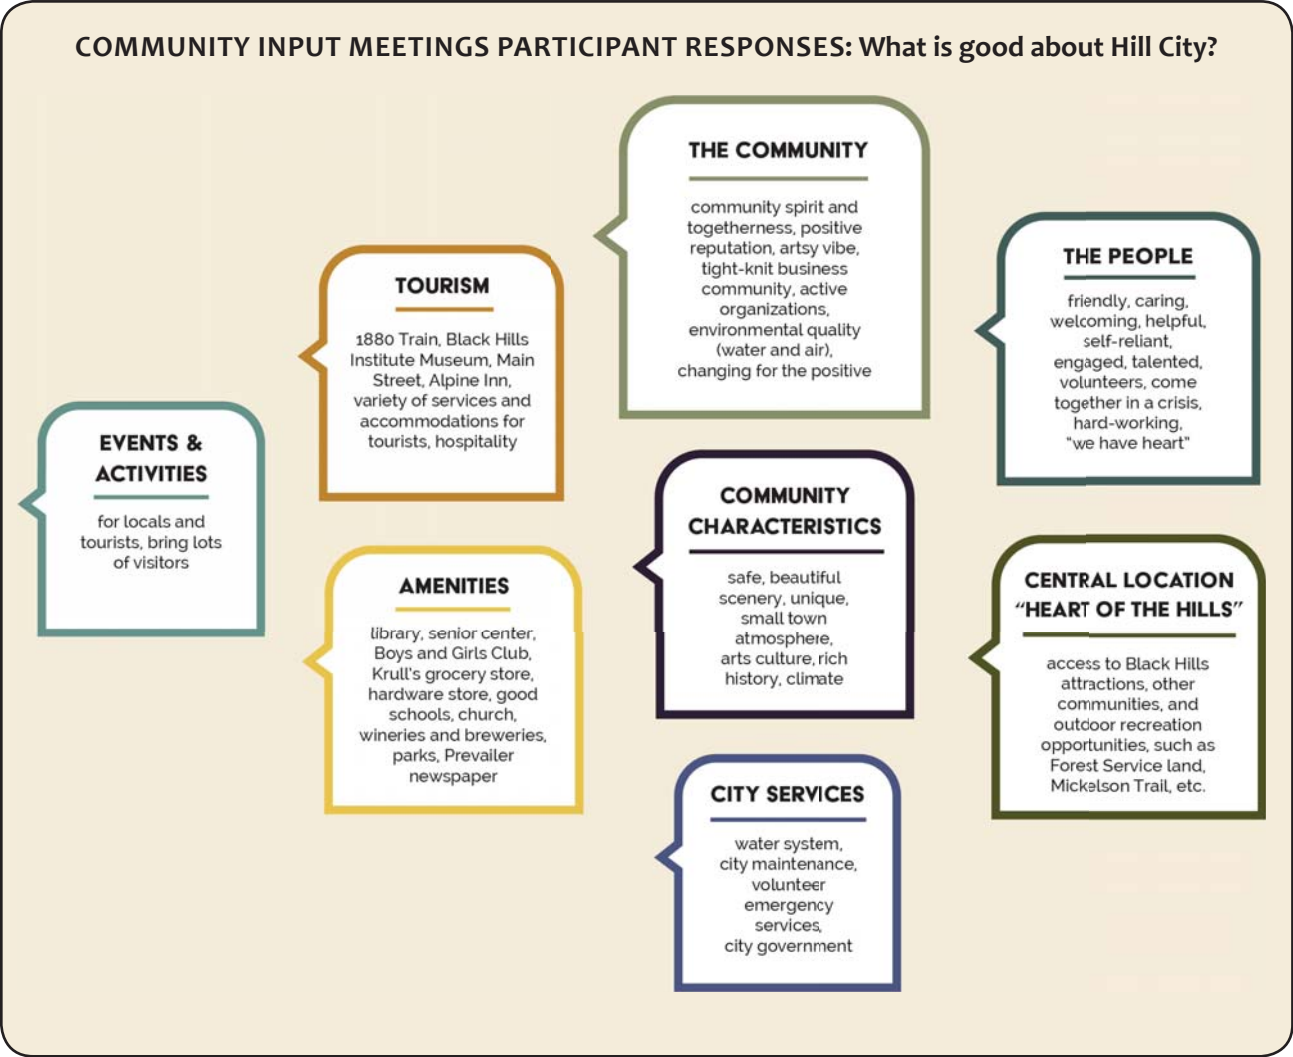 COMMUNITY INPUT MEETINGS PARTICIPANT RESPONSES: What is good about Hill City?
EVENTS &
ACTIVITIES
for locals and
tourists, bring lots
of visitors
TOURISM
1880 Train, Black Hills
Institute Museum, Main
Street, Alpine Inn,
variety of services and
accommodations for
tourists, hospitality
AMENITIES
library, senior center,
Boys and Girls Club,
Krull's grocery store,
hardware store, good
schools, church,
wineries and breweries,
parks, Prevailer
newspaper
THE COMMUNITY
community spirit and
togetherness, positive
reputation, artsy vibe,
tight-knit business
community, active
organizations,
environmental quality
(water and air),
changing for the positive
COMMUNITY
CHARACTERISTICS
safe, beautiful
scenery, unique,
small town
atmosphere,
arts culture, rich
history, climate
CITY SERVICES
water system,
city maintenance,
volunteer
emergency
services,
city government
THE PEOPLE
friendly, caring,
welcoming, helpful,
self-reliant,
engaged, talented,
volunteers, come
together in a crisis,
hard-working,
"we have heart"
CENTRAL LOCATION
"HEART OF THE HILLS"
access to Black Hills
attractions, other
communities, and
outdoor recreation
opportunities, such as
Forest Service land,
Mickelson Trail, etc.